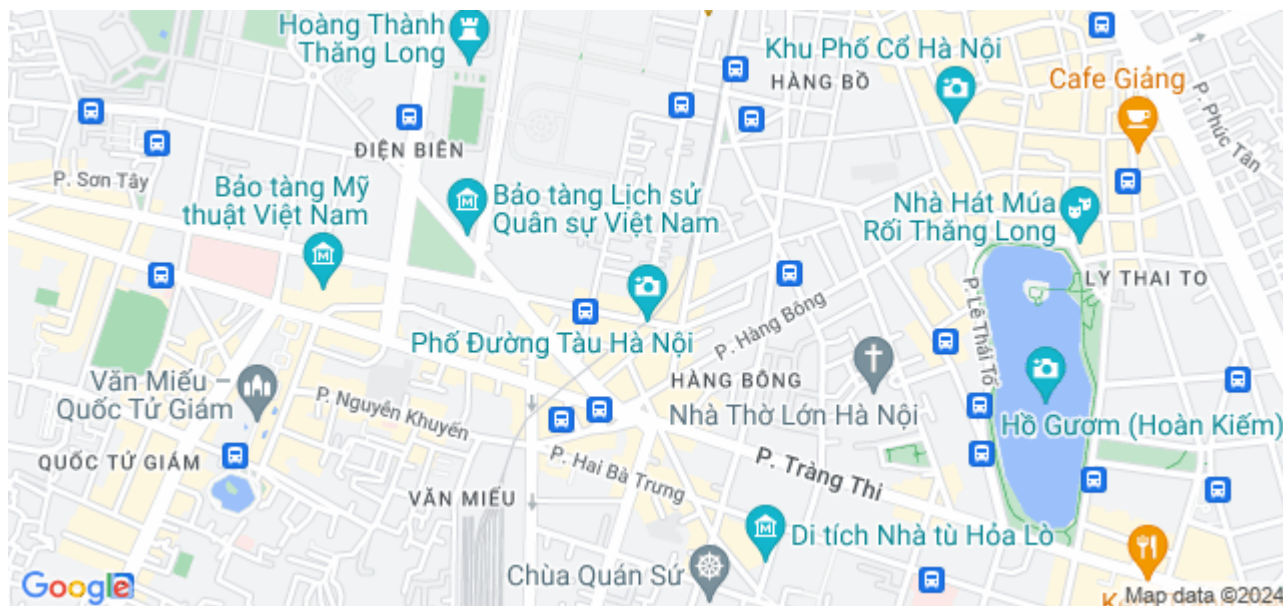 Hoàng Thành
Thăng Long
Khu Phố Cổ Hà Nội
HÀNG BỒ
Cafe Giảng
P. Phúc Tân
ĐIỆN BIÊN
P. Sơn Tây
Bảo tàng Mỹ
thuật Việt Nam
Bảo tàng Lịch sử
Quân sự Việt Nam
Nhà Hát Múa
Rối Thăng Long
LY THAI TO
P. Lê Thái Tổ
P. Hàng Bông
Phố Đường Tàu Hà Nội
HÀNG BÔNG
Nhà Thờ Lớn Hà Nội
Văn Miếu –
Quốc Tử Giám
P. Nguyễn Khuyến
Hồ Gươm (Hoàn Kiếm)
QUỐC TỬ GIÁM
P. Hai Bà Trưng
P. Tràng Thi
VĂN MIẾU
Di tích Nhà tù Hỏa Lò
Chùa Quán Sứ
Google
Map data ©2024